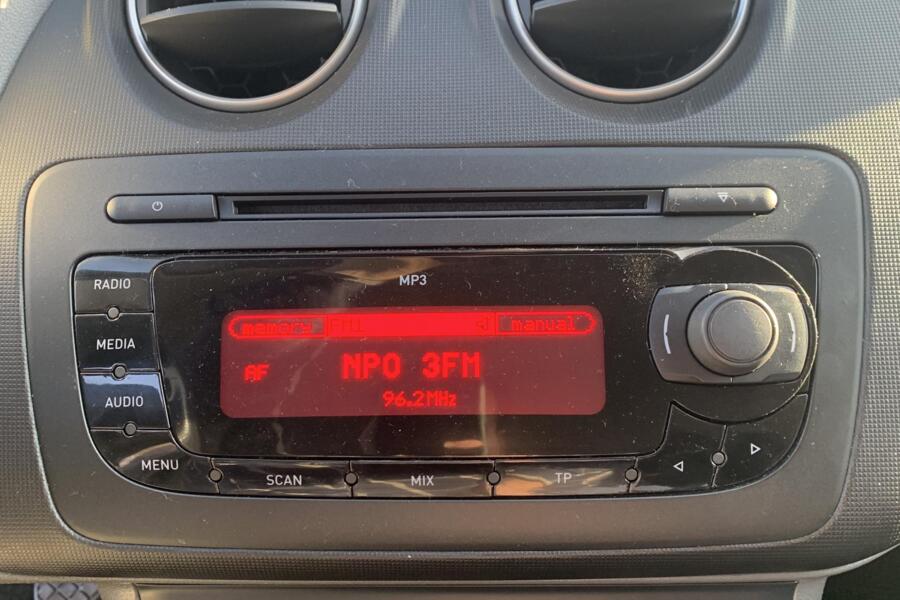 MP3
RADIO
MEDIA
AUDIO
MENU
memory FM1 manual
AF NPO 3FM
96.2MHz
SCAN MIX TP